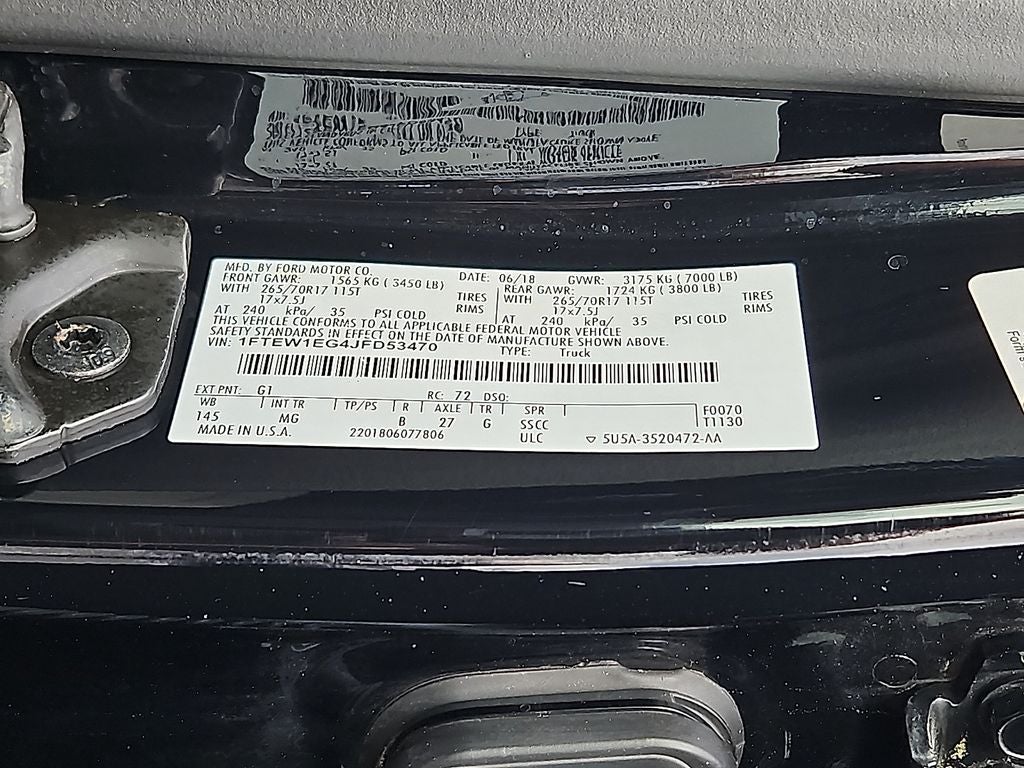 MFD. BY FORD MOTOR CO. DATE: 06/18 GVWR: 3175 KG ( 7000 LB)
FRONT GAWR: 1565 KG ( 3450 LB) REAR GAWR: 1724 KG ( 3800 LB)
WITH 265/70R17 115T TIRES WITH 265/70R17 115T TIRES
17x7.5J RIMS 17x7.5J RIMS
AT 240 kPa/ 35 PSI COLD AT 240 kPa/ 35 PSI COLD
THIS VEHICLE CONFORMS TO ALL APPLICABLE FEDERAL MOTOR VEHICLE
SAFETY STANDARDS IN EFFECT ON THE DATE OF MANUFACTURE SHOWN ABOVE.
VIN: 1FTEW1EG4JFD53470 TYPE: Truck
EXT PNT: G1 RC: 72 DSO:
WB INT TR TP/PS R AXLE TR SPR F0070
145 MG B 27 G SSCC T1130
MADE IN U.S.A. 2201806077806 ULC ▽ 5U5A-3520472-AA